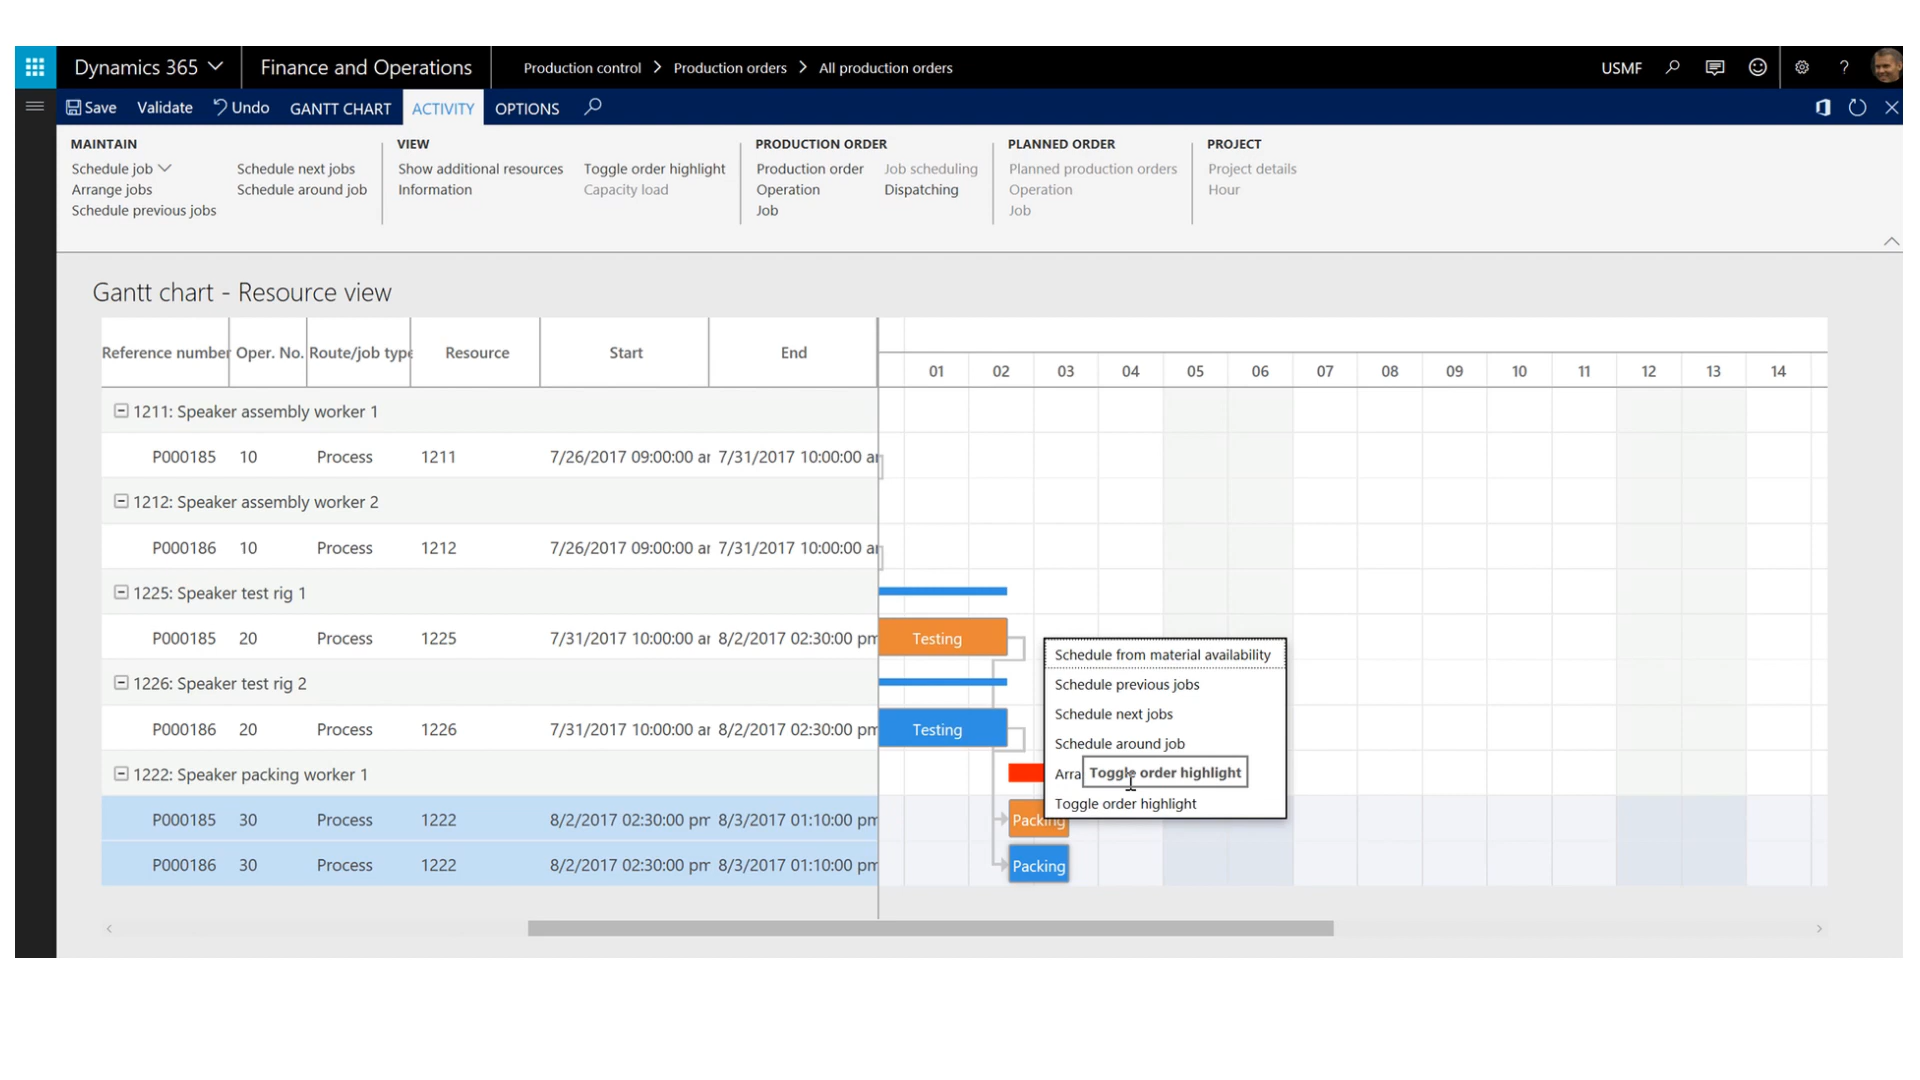 Dynamics 365 Finance and Operations Production control > Production orders > All production orders USMF ?
Save Validate Undo GANTT CHART ACTIVITY OPTIONS
MAINTAIN VIEW PRODUCTION ORDER PLANNED ORDER PROJECT
Schedule job Schedule next jobs Show additional resources Toggle order highlight Production order Job scheduling Planned production orders Project details
Arrange jobs Schedule around job Information Capacity load Operation Dispatching Operation Hour
Schedule previous jobs Job Job
Gantt chart - Resource view
Reference number Oper. No. Route/job type Resource Start End
01 02 03 04 05 06 07 08 09 10 11 12 13 14
1211: Speaker assembly worker 1
P000185 10 Process 1211 7/26/2017 09:00:00 ar 7/31/2017 10:00:00 ar
1212: Speaker assembly worker 2
P000186 10 Process 1212 7/26/2017 09:00:00 ar 7/31/2017 10:00:00 ar
1225: Speaker test rig 1
P000185 20 Process 1225 7/31/2017 10:00:00 ar 8/2/2017 02:30:00 pm Testing
Schedule from material availability
1226: Speaker test rig 2
Schedule previous jobs
Schedule next jobs
P000186 20 Process 1226 7/31/2017 10:00:00 ar 8/2/2017 02:30:00 pm Testing
Schedule around job
1222: Speaker packing worker 1
Arra Toggle order highlight
Toggle order highlight
P000185 30 Process 1222 8/2/2017 02:30:00 pm 8/3/2017 01:10:00 pm Packing
P000186 30 Process 1222 8/2/2017 02:30:00 pm 8/3/2017 01:10:00 pm Packing